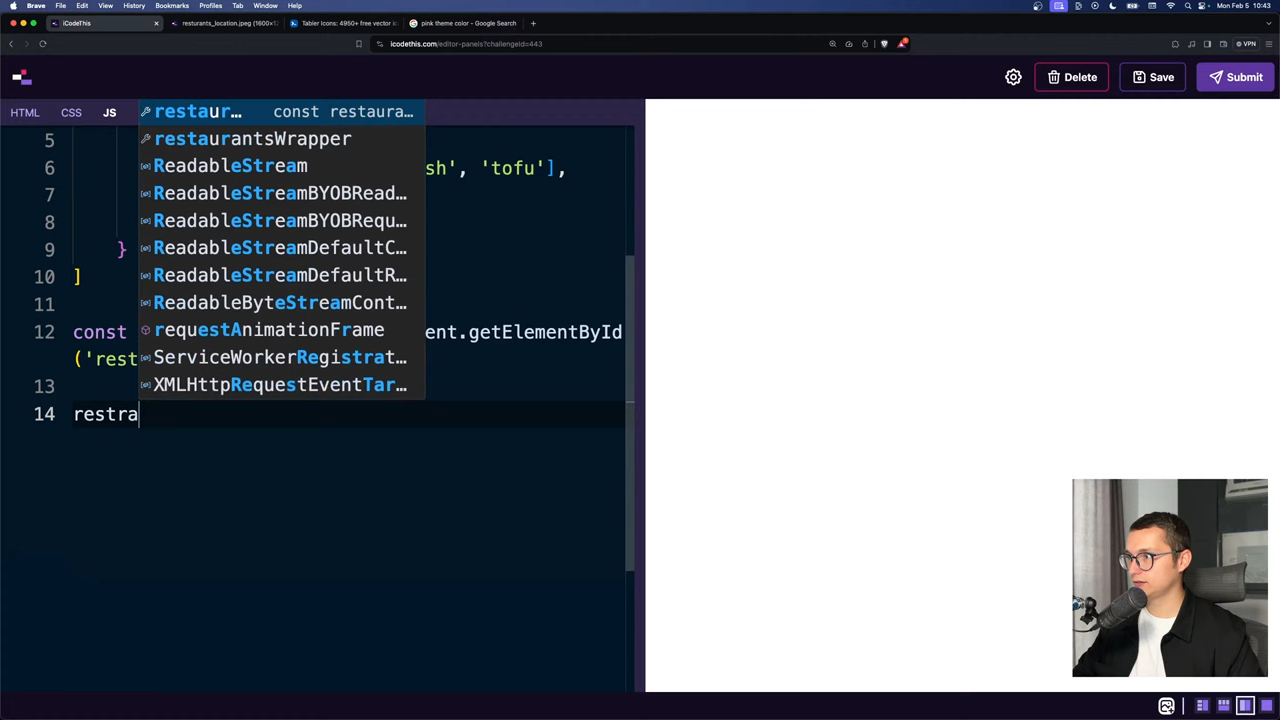 Brave File Edit View History Bookmarks Profiles Tab Window Help Mon Feb 5 10:43
iCodeThis resturants_location.jpeg (1600×1 Tabler Icons: 4950+ free vector ic pink theme color - Google Search
icodethis.com/editor-panels?challengeId=443 VPN
Delete Save Submit
HTML CSS JS
restaur… const restaura…
restaurantsWrapper
ReadableStream
ReadableStreamBYOBRead…
ReadableStreamBYOBRequ…
ReadableStreamDefaultC…
ReadableStreamDefaultR…
ReadableByteStreamCont…
requestAnimationFrame
ServiceWorkerRegistrat…
XMLHttpRequestEventTar…
5
6 sh', 'tofu'],
7
8
9 }
10 ]
11
12 const ent.getElementById
('rest
13
14 restra